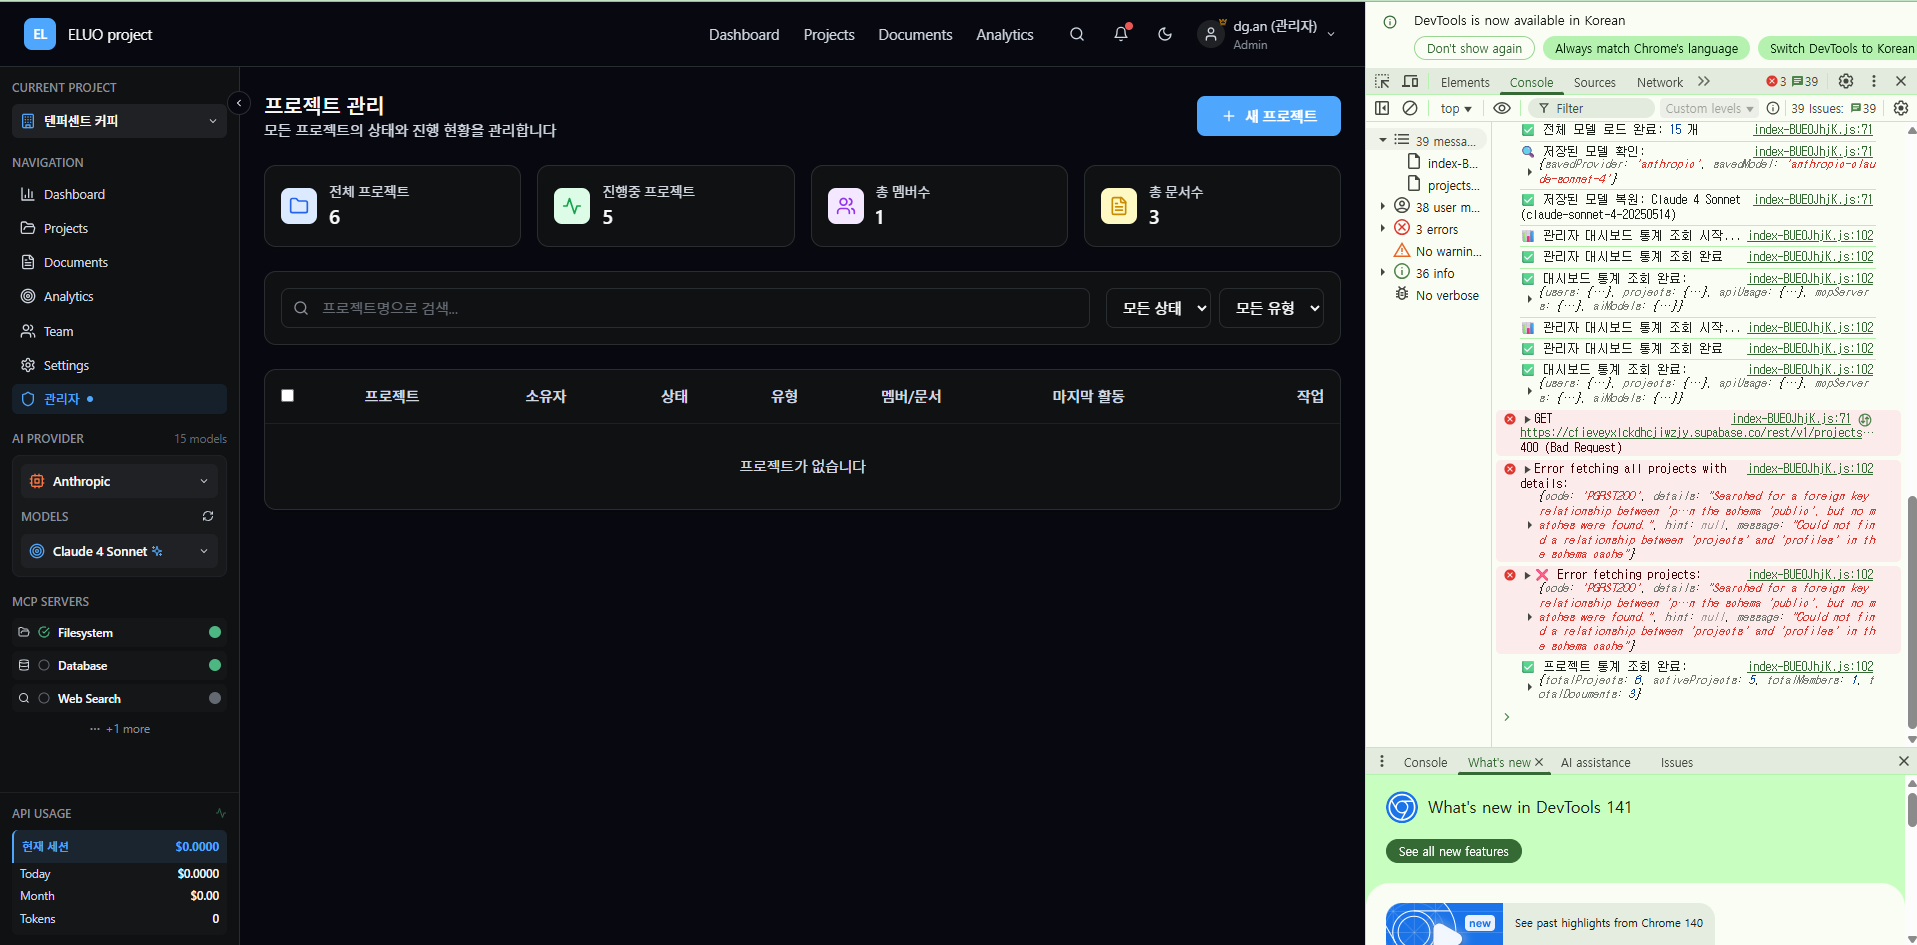 EL ELUO project
Dashboard Projects Documents Analytics
dg.an (관리자)
Admin
CURRENT PROJECT
텐퍼센트 커피
NAVIGATION
Dashboard
Projects
Documents
Analytics
Team
Settings
관리자
AI PROVIDER 15 models
Anthropic
MODELS
Claude 4 Sonnet
MCP SERVERS
Filesystem
Database
Web Search
··· +1 more
API USAGE
현재 세션 $0.0000
Today $0.0000
Month $0.00
Tokens 0
프로젝트 관리
모든 프로젝트의 상태와 진행 현황을 관리합니다
+ 새 프로젝트
전체 프로젝트
6
진행중 프로젝트
5
총 멤버수
1
총 문서수
3
프로젝트명으로 검색...
모든 상태
모든 유형
프로젝트 소유자 상태 유형 멤버/문서 마지막 활동 작업
프로젝트가 없습니다
DevTools is now available in Korean
Don't show again Always match Chrome's language Switch DevTools to Korean
Elements Console Sources Network 3 39
top Filter Custom levels 39 Issues: 39
39 messa...
index-B...
projects...
38 user m...
3 errors
No warnin...
36 info
No verbose
전체 모델 로드 완료: 15 개 index-BUEOJhjK.js:71
저장된 모델 확인: index-BUEOJhjK.js:71
{savedProvider: 'anthropic', savedModel: 'anthropic-clau
de-sonnet-4'}
저장된 모델 복원: Claude 4 Sonnet index-BUEOJhjK.js:71
(claude-sonnet-4-20250514)
관리자 대시보드 통계 조회 시작... index-BUEOJhjK.js:102
관리자 대시보드 통계 조회 완료 index-BUEOJhjK.js:102
대시보드 통계 조회 완료: index-BUEOJhjK.js:102
{users: {…}, projects: {…}, apiUsage: {…}, mcpServer
s: {…}, aiModels: {…}}
관리자 대시보드 통계 조회 시작... index-BUEOJhjK.js:102
관리자 대시보드 통계 조회 완료 index-BUEOJhjK.js:102
대시보드 통계 조회 완료: index-BUEOJhjK.js:102
{users: {…}, projects: {…}, apiUsage: {…}, mcpServer
s: {…}, aiModels: {…}}
GET index-BUEOJhjK.js:71
https://cfieveyxlckdhcjiwzjy.supabase.co/rest/v1/projects…
400 (Bad Request)
Error fetching all projects with index-BUEOJhjK.js:102
details:
{code: 'PGRST200', details: "Searched for a foreign key
relationship between 'p…n the schema 'public', but no m
atches were found.", hint: null, message: "Could not fin
d a relationship between 'projects' and 'profiles' in th
e schema cache"}
Error fetching projects: index-BUEOJhjK.js:102
{code: 'PGRST200', details: "Searched for a foreign key
relationship between 'p…n the schema 'public', but no m
atches were found.", hint: null, message: "Could not fin
d a relationship between 'projects' and 'profiles' in th
e schema cache"}
프로젝트 통계 조회 완료: index-BUEOJhjK.js:102
{totalProjects: 6, activeProjects: 5, totalMembers: 1, t
otalDocuments: 3}
Console What's new AI assistance Issues
What's new in DevTools 141
See all new features
new
See past highlights from Chrome 140